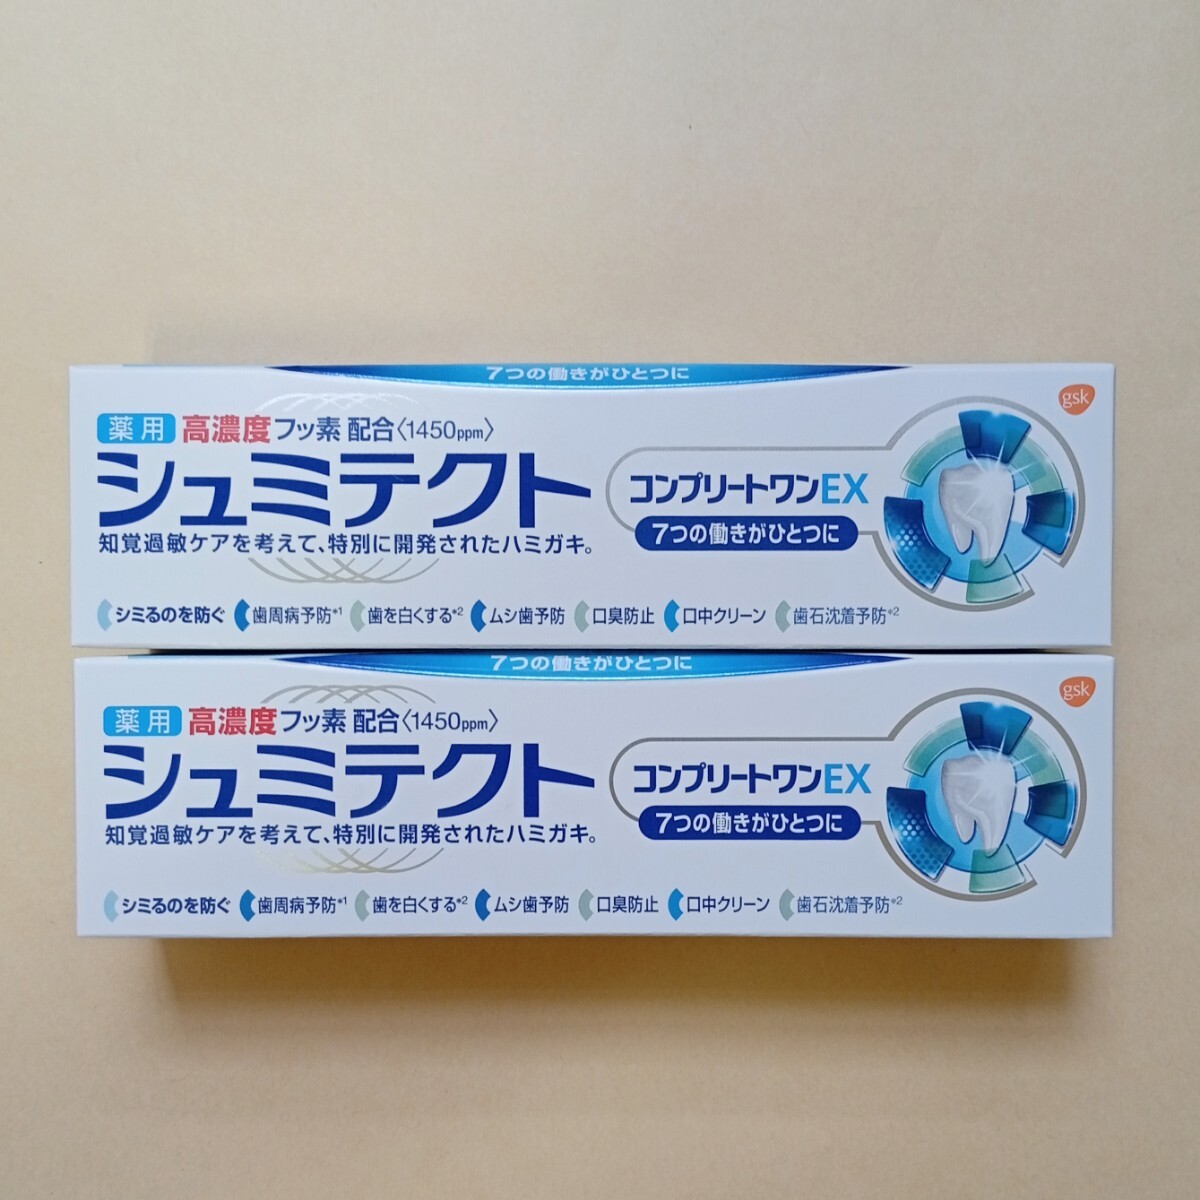 7つの働きがひとつに
gsk
薬用 高濃度フッ素 配合〈1450ppm〉
シュミテクト
知覚過敏ケアを考えて、特別に開発されたハミガキ。
コンプリートワンEX
7つの働きがひとつに
シミるのを防ぐ 歯周病予防*1 歯を白くする*2 ムシ歯予防 口臭防止 口中クリーン 歯石沈着予防*2
7つの働きがひとつに
gsk
薬用 高濃度フッ素 配合〈1450ppm〉
シュミテクト
知覚過敏ケアを考えて、特別に開発されたハミガキ。
コンプリートワンEX
7つの働きがひとつに
シミるのを防ぐ 歯周病予防*1 歯を白くする*2 ムシ歯予防 口臭防止 口中クリーン 歯石沈着予防*2